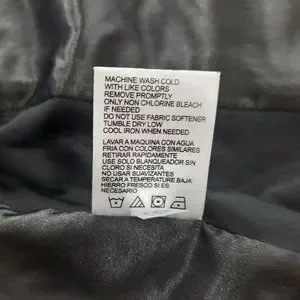 MACHINE WASH COLD
WITH LIKE COLORS
REMOVE PROMPTLY
ONLY NON CHLORINE BLEACH
IF NEEDED
DO NOT USE FABRIC SOFTENER
TUMBLE DRY LOW
COOL IRON WHEN NEEDED
LAVAR A MAQUINA CON AGUA
FRIA CON COLORES SIMILARES
RETIRAR RAPIDAMENTE
USE SOLO BLANQUEADOR SIN
CLORO SI NECESITA
NO USAR SUAVIZANTES
SECAR A TEMPERATURE BAJA
HIERRO FRESCO SI ES
NECESARIO